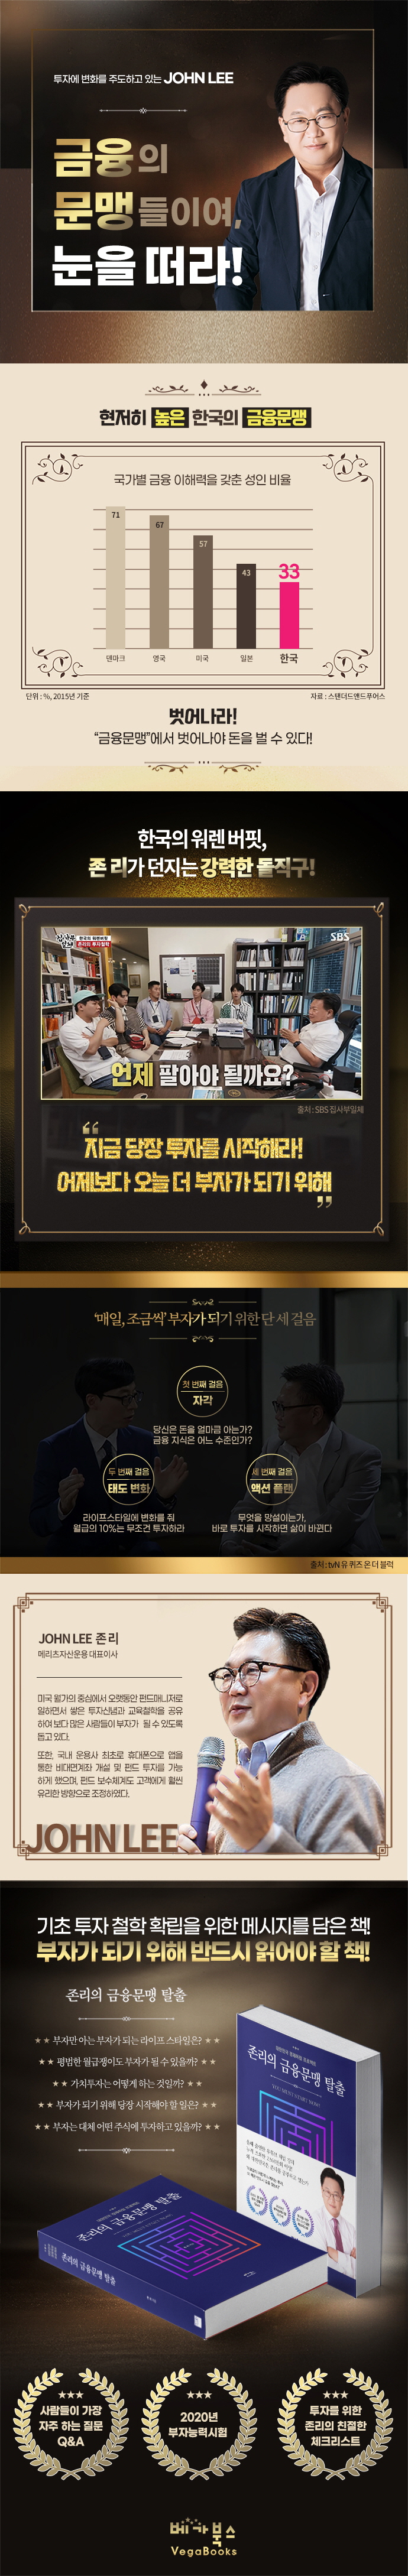 투자에 변화를 주도하고 있는 JOHN LEE
금융의
문맹들이여,
눈을 떠라!
현저히 높은 한국의 금융문맹
국가별 금융 이해력을 갖춘 성인 비율
71
67
57
43
33
덴마크
영국
미국
일본
한국
단위 : %, 2015년 기준
자료 : 스탠더드앤드푸어스
벗어나라!
“금융문맹”에서 벗어나야 돈을 벌 수 있다!
한국의 워렌 버핏,
존 리가 던지는 강력한 돌직구!
집사부일체
한국의 워렌버핏
존리의 투자철학
SBS
언제 팔아야 될까요?
출처 : SBS 집사부일체
“지금 당장 투자를 시작해라!
어제보다 오늘 더 부자가 되기 위해”
‘매일, 조금씩’ 부자가 되기 위한 단 세 걸음
첫 번째 걸음
자각
당신은 돈을 얼마큼 아는가?
금융 지식은 어느 수준인가?
두 번째 걸음
태도 변화
라이프스타일에 변화를 줘
월급의 10%는 무조건 투자하라
세 번째 걸음
액션 플랜
무엇을 망설이는가,
바로 투자를 시작하면 삶이 바뀐다
출처 : tvN 유 퀴즈 온 더 블럭
JOHN LEE 존 리
메리츠자산운용 대표이사
미국 월가의 중심에서 오랫동안 펀드매니저로
일하면서 쌓은 투자신념과 교육철학을 공유
하여 보다 많은 사람들이 부자가 될 수 있도록
돕고 있다.
또한, 국내 운용사 최초로 휴대폰으로 앱을
통한 비대면계좌 개설 및 펀드 투자를 가능
하게 했으며, 펀드 보수체계도 고객에게 훨씬
유리한 방향으로 조정하였다.
JOHN LEE
기초 투자 철학 확립을 위한 메시지를 담은 책!
부자가 되기 위해 반드시 읽어야 할 책!
존리의 금융문맹 탈출
★★ 부자만 아는 부자가 되는 라이프 스타일은? ★★
★★ 평범한 월급쟁이도 부자가 될 수 있을까? ★★
★★ 가치투자는 어떻게 하는 것일까? ★★
★★ 부자가 되기 위해 당장 시작해야 할 일은? ★★
★★ 부자는 대체 어떤 주식에 투자하고 있을까? ★★
존리의 금융문맹 탈출
존리의 금융문맹 탈출
존리의 금융문맹 탈출
★★★
사람들이 가장
자주 하는 질문
Q&A
★★★
2020년
부자능력시험
★★★
투자를 위한
존리의 친절한
체크리스트
베가북스
VegaBooks